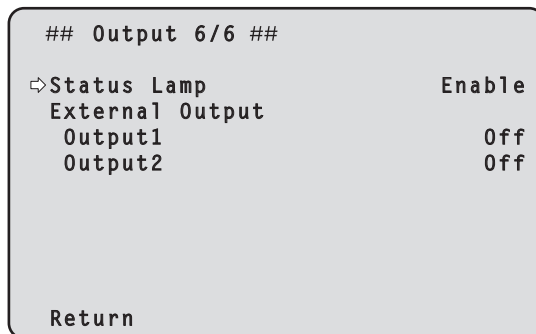 ## Output 6/6 ##
⇨Status Lamp Enable
External Output
Output1 Off
Output2 Off
Return